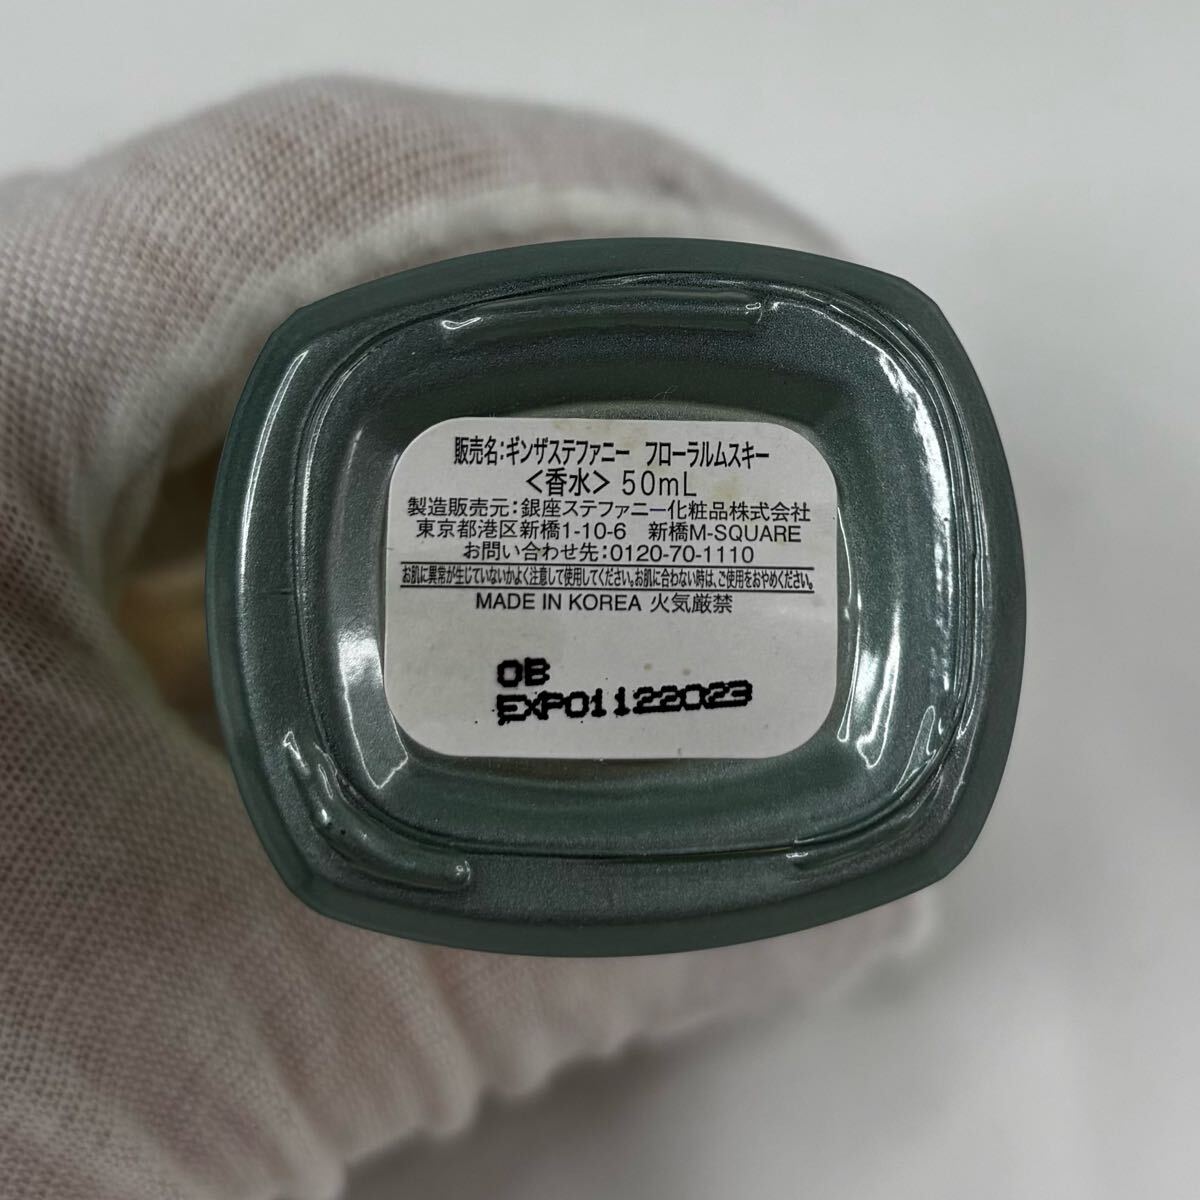 販売名:ギンザステファニー フローラルムスキー
<香水> 50mL
製造販売元:銀座ステファニー化粧品株式会社
東京都港区新橋1-10-6 新橋M-SQUARE
お問い合わせ先:0120-70-1110
お肌に異常が生じていないかよく注意して使用してください。お肌に合わない時は、ご使用をおやめください。
MADE IN KOREA 火気厳禁
OB
EXP01122023